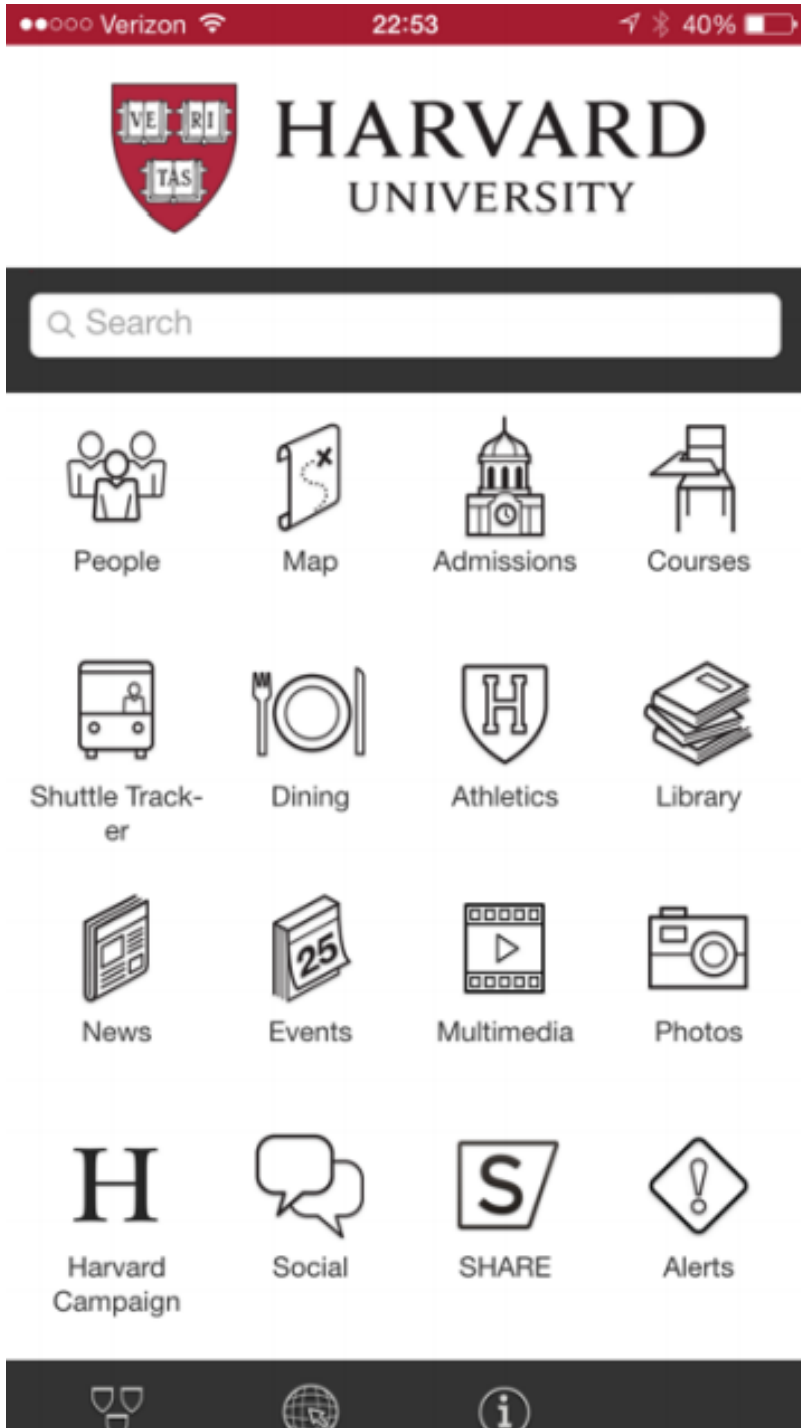 Verizon 22:53 40%
VE RI
TAS
HARVARD
UNIVERSITY
Search
People Map Admissions Courses
Shuttle Track-
er Dining Athletics Library
H
News Events Multimedia Photos
25
H S
Harvard
Campaign Social SHARE Alerts
i